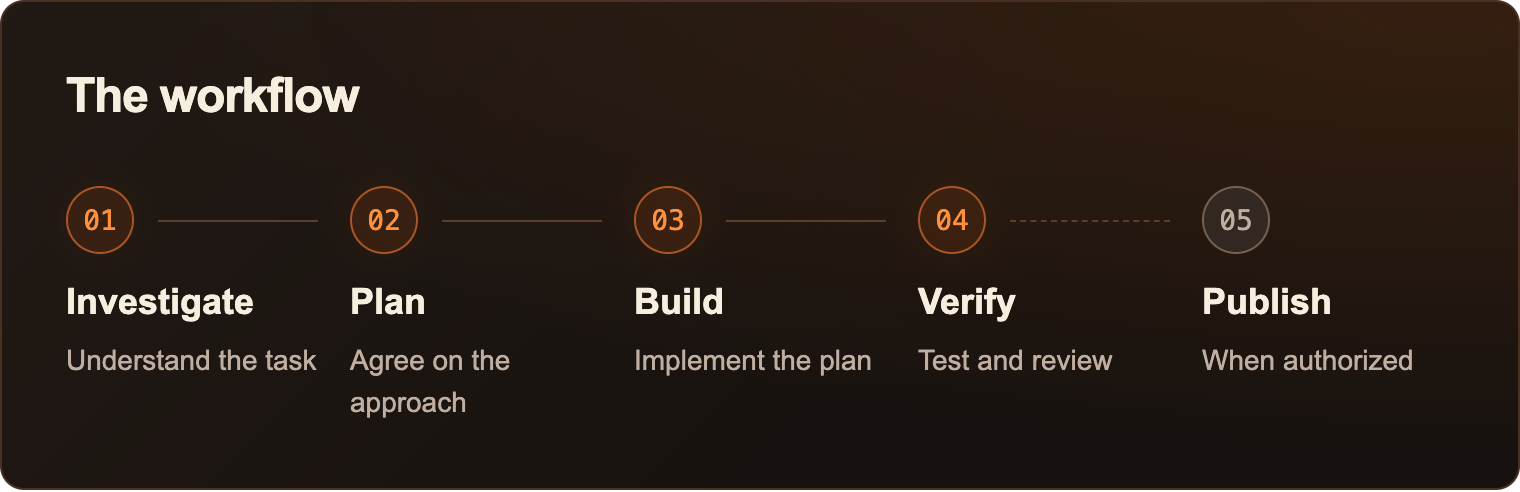 The workflow
01
02
03
04
05
Investigate
Understand the task
Plan
Agree on the
approach
Build
Implement the plan
Verify
Test and review
Publish
When authorized